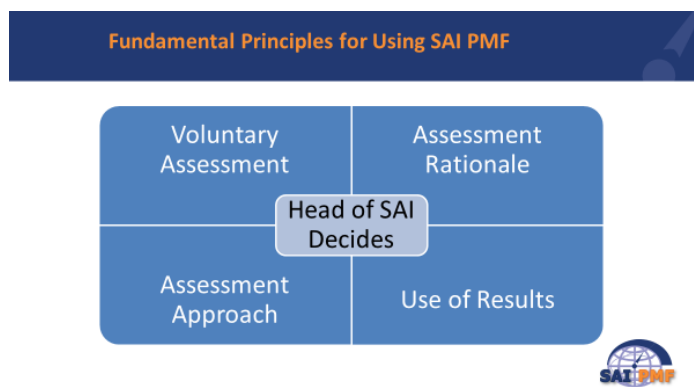 Fundamental Principles for Using SAI PMF
Voluntary
Assessment
Assessment
Rationale
Head of SAI
Decides
Assessment
Approach
Use of Results
SAI PMF